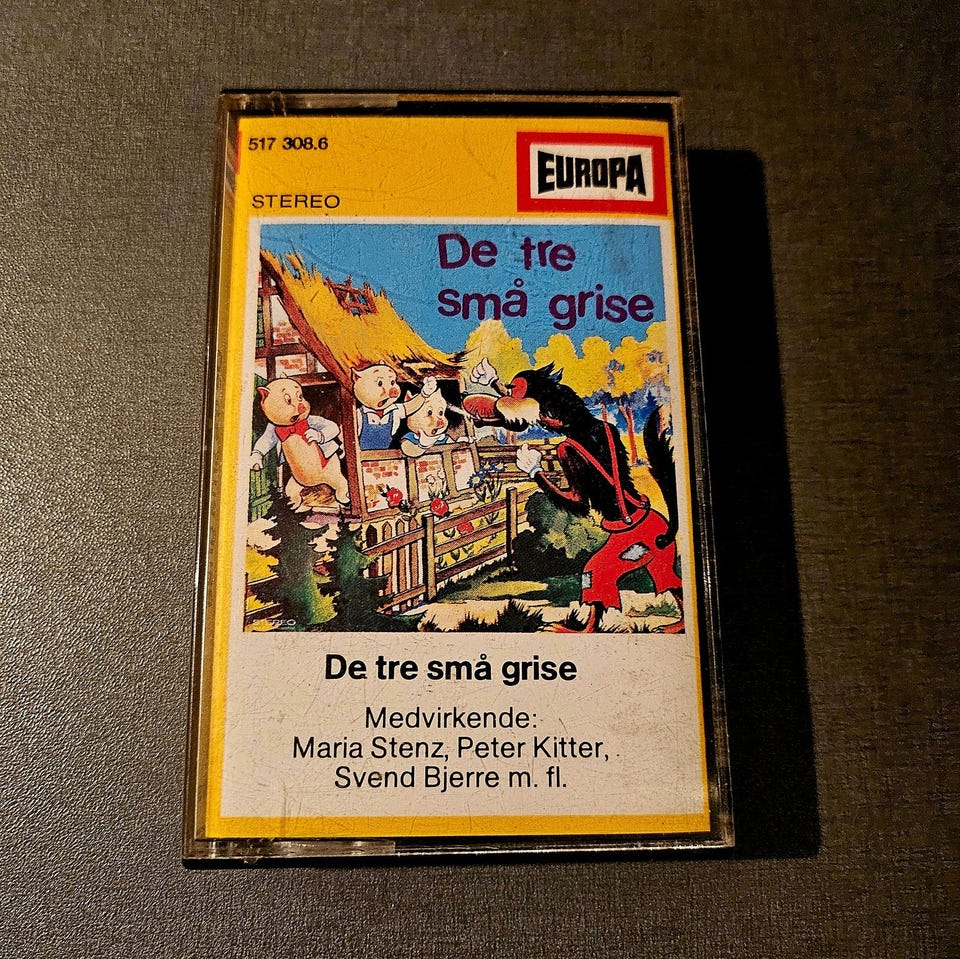 517 308.6
EUROPA
STEREO
De tre
små grise
De tre små grise
Medvirkende:
Maria Stenz, Peter Kitter,
Svend Bjerre m. fl.